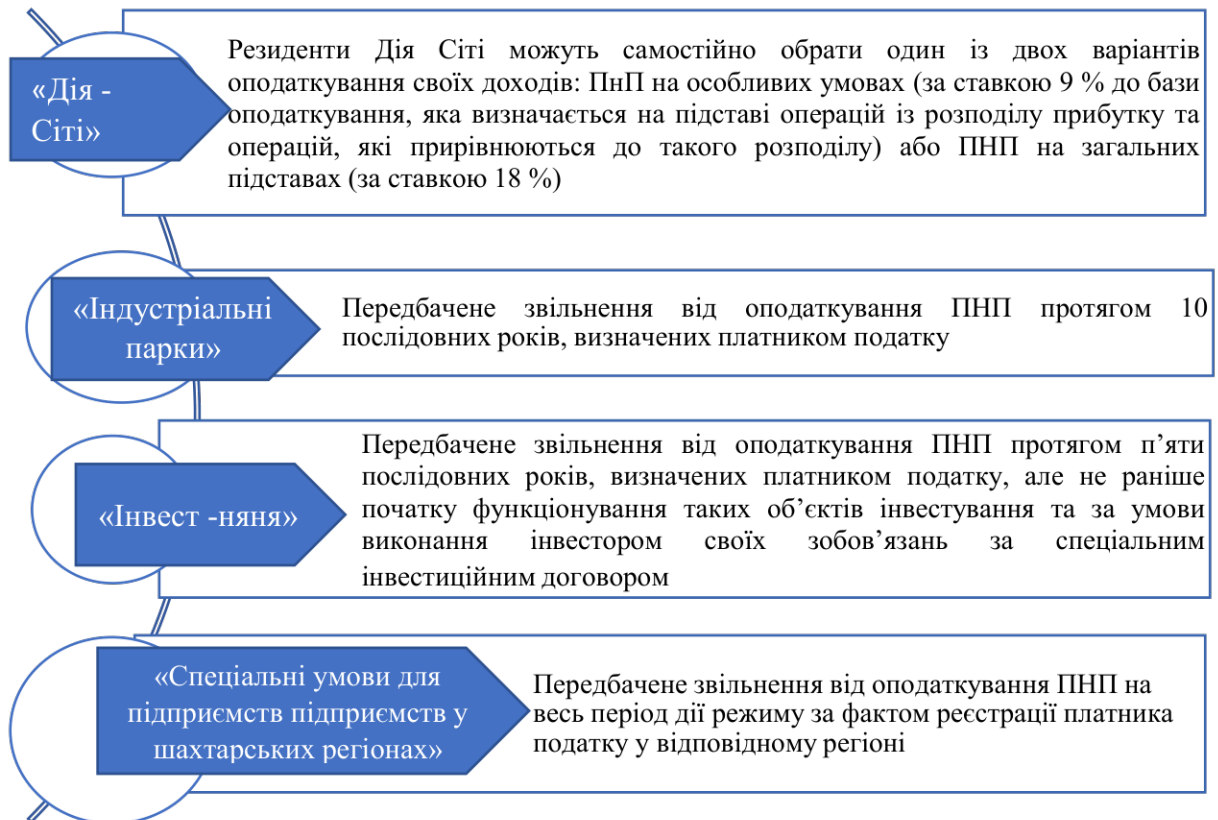 «Дія -
Сіті»
Резиденти Дія Сіті можуть самостійно обрати один із двох варіантів
оподаткування своїх доходів: ПнП на особливих умовах (за ставкою 9 % до бази
оподаткування, яка визначається на підставі операцій із розподілу прибутку та
операцій, які прирівнюються до такого розподілу) або ПНП на загальних
підставах (за ставкою 18 %)
«Індустріальні
парки»
Передбачене звільнення від оподаткування ПНП протягом 10
послідовних років, визначених платником податку
«Інвест -няня»
Передбачене звільнення від оподаткування ПНП протягом п’яти
послідовних років, визначених платником податку, але не раніше
початку функціонування таких об’єктів інвестування та за умови
виконання інвестором своїх зобов’язань за спеціальним
інвестиційним договором
«Спеціальні умови для
підприємств підприємств у
шахтарських регіонах»
Передбачене звільнення від оподаткування ПНП на
весь період дії режиму за фактом реєстрації платника
податку у відповідному регіоні